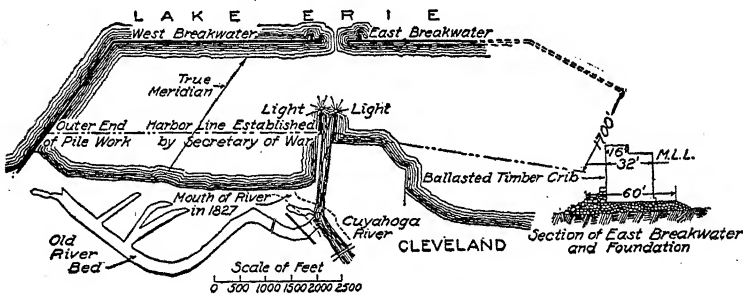 LAKE ERIE
West Breakwater
East Breakwater
True
Meridian
1700'
Light
Light
Outer End
of Pile Work
Harbor Line Established
by Secretary of War
16'
32'
M.L.L.
Ballasted Timber Crib
60'
Mouth of River
in 1827
Cuyahoga
River
CLEVELAND
Section of East Breakwater
and Foundation
Old
River
Bed
Scale of Feet
0 500 1000 1500 2000 2500